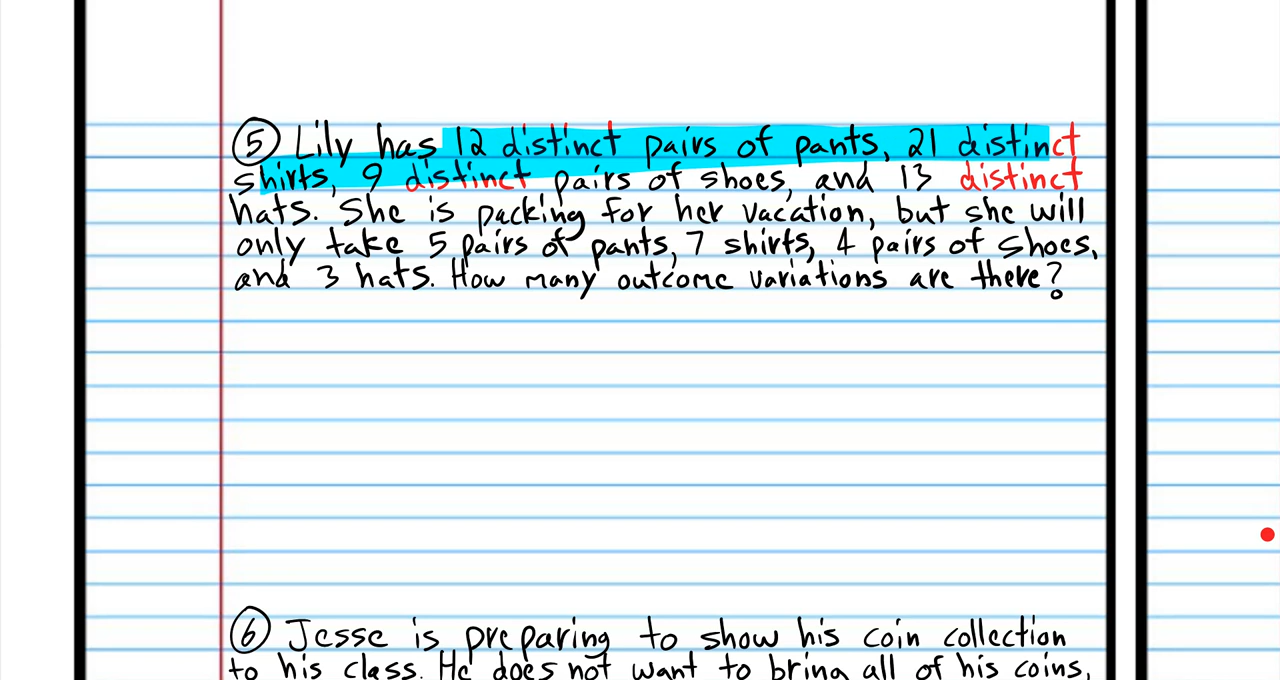 ⑤ Lily has 12 distinct pairs of pants, 21 distinct
shirts, 9 distinct pairs of shoes, and 13 distinct
hats. She is packing for her vacation, but she will
only take 5 pairs of pants, 7 shirts, 4 pairs of shoes,
and 3 hats. How many outcome variations are there?
⑥ Jesse is preparing to show his coin collection
to his class. He does not want to bring all of his coins,